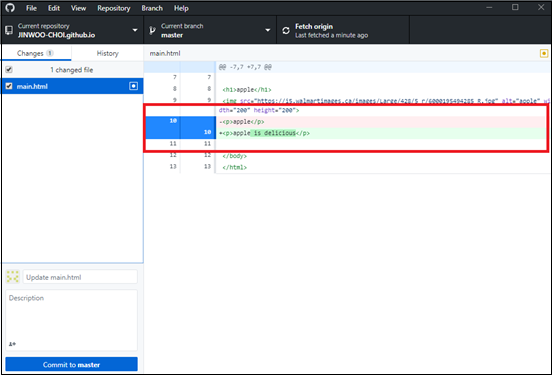 File Edit View Repository Branch Help
Current repository
JINWOO-CHOI.github.io
Current branch
master
Fetch origin
Last fetched a minute ago
Changes 1
History
main.html
1 changed file
main.html
@@ -7,7 +7,7 @@
7 7
8 8 <h1>apple</h1>
9 9 <img src="https://i5.walmartimages.ca/images/Large/428/5_r/6000195494285_R.jpg" alt="apple" wi
dth="200" height="200">
10 -<p>apple</p>
10 +<p>apple is delicious</p>
11 11
12 12 </body>
13 13 </html>
Update main.html
Description
Commit to master